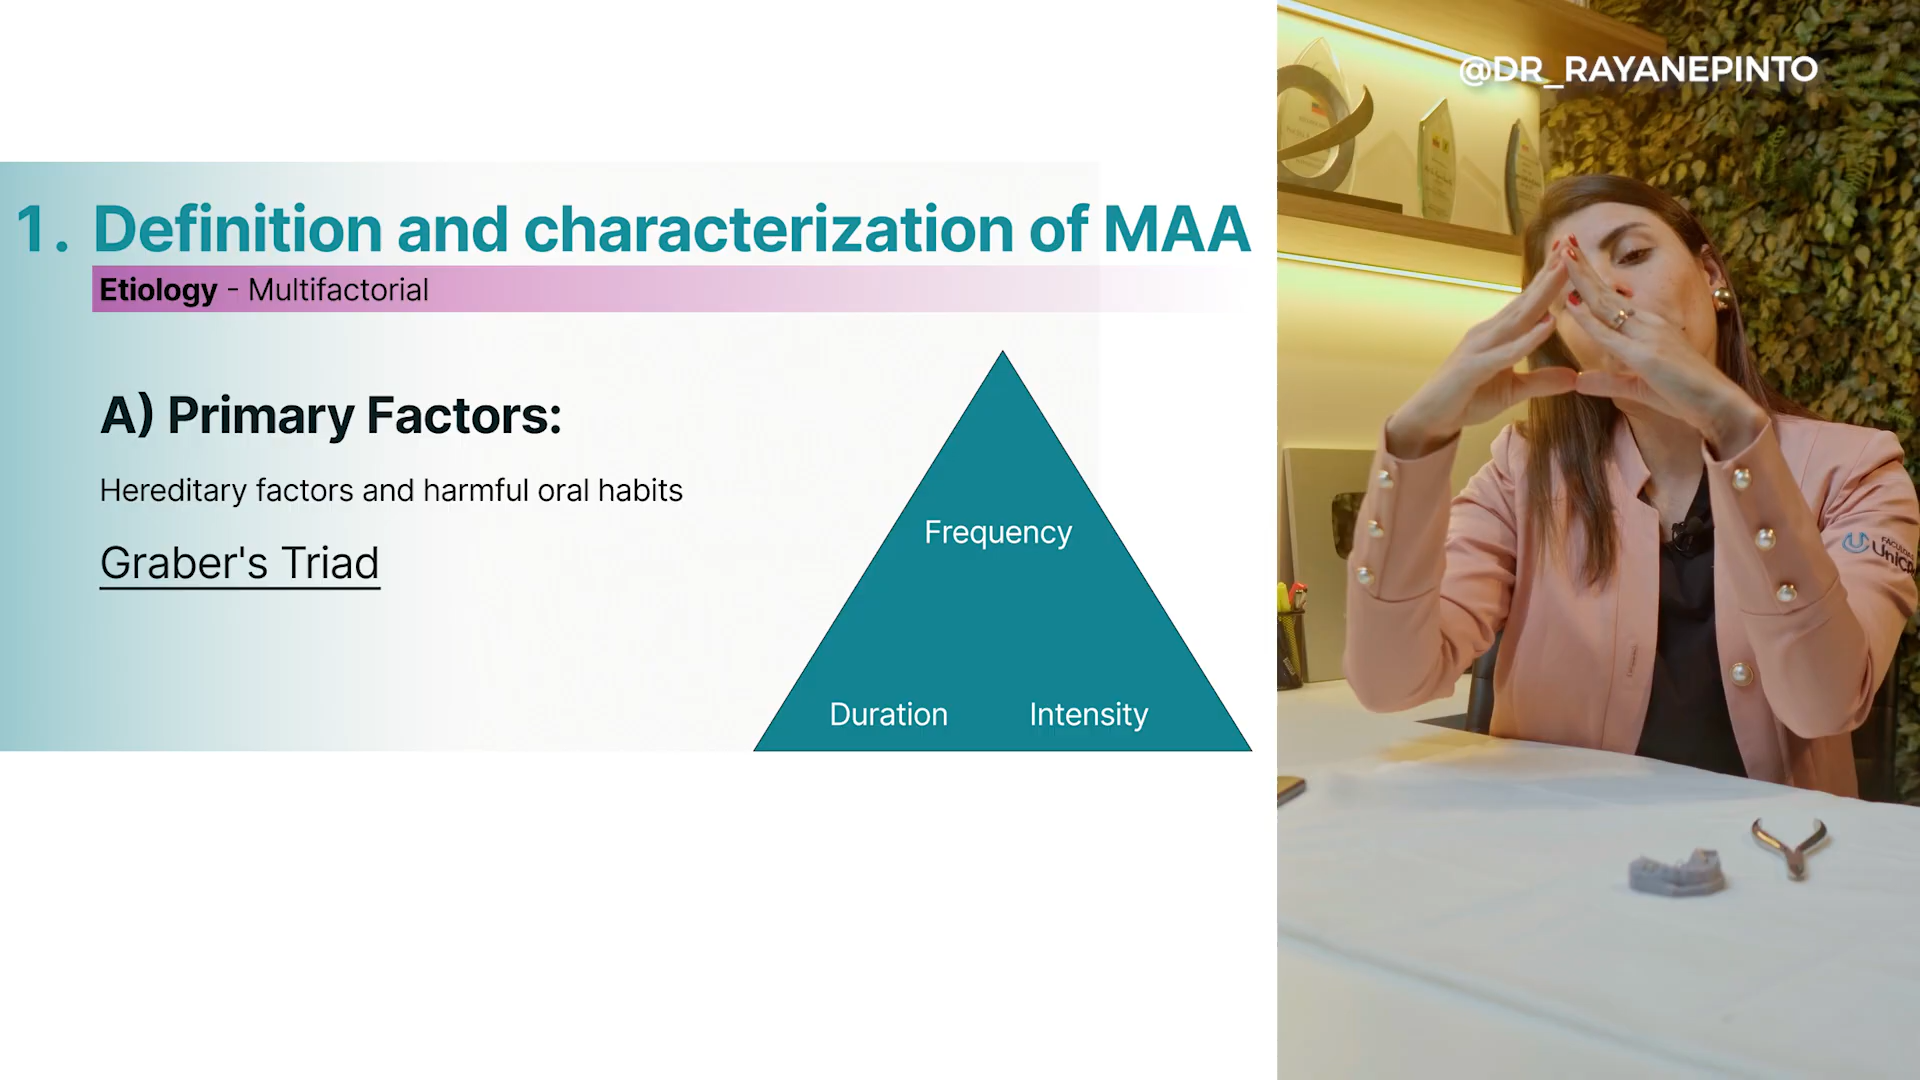 @DR_RAYANEPINTO
1. Definition and characterization of MAA
Etiology - Multifactorial
A) Primary Factors:
Hereditary factors and harmful oral habits
Graber's Triad
Frequency
Duration
Intensity